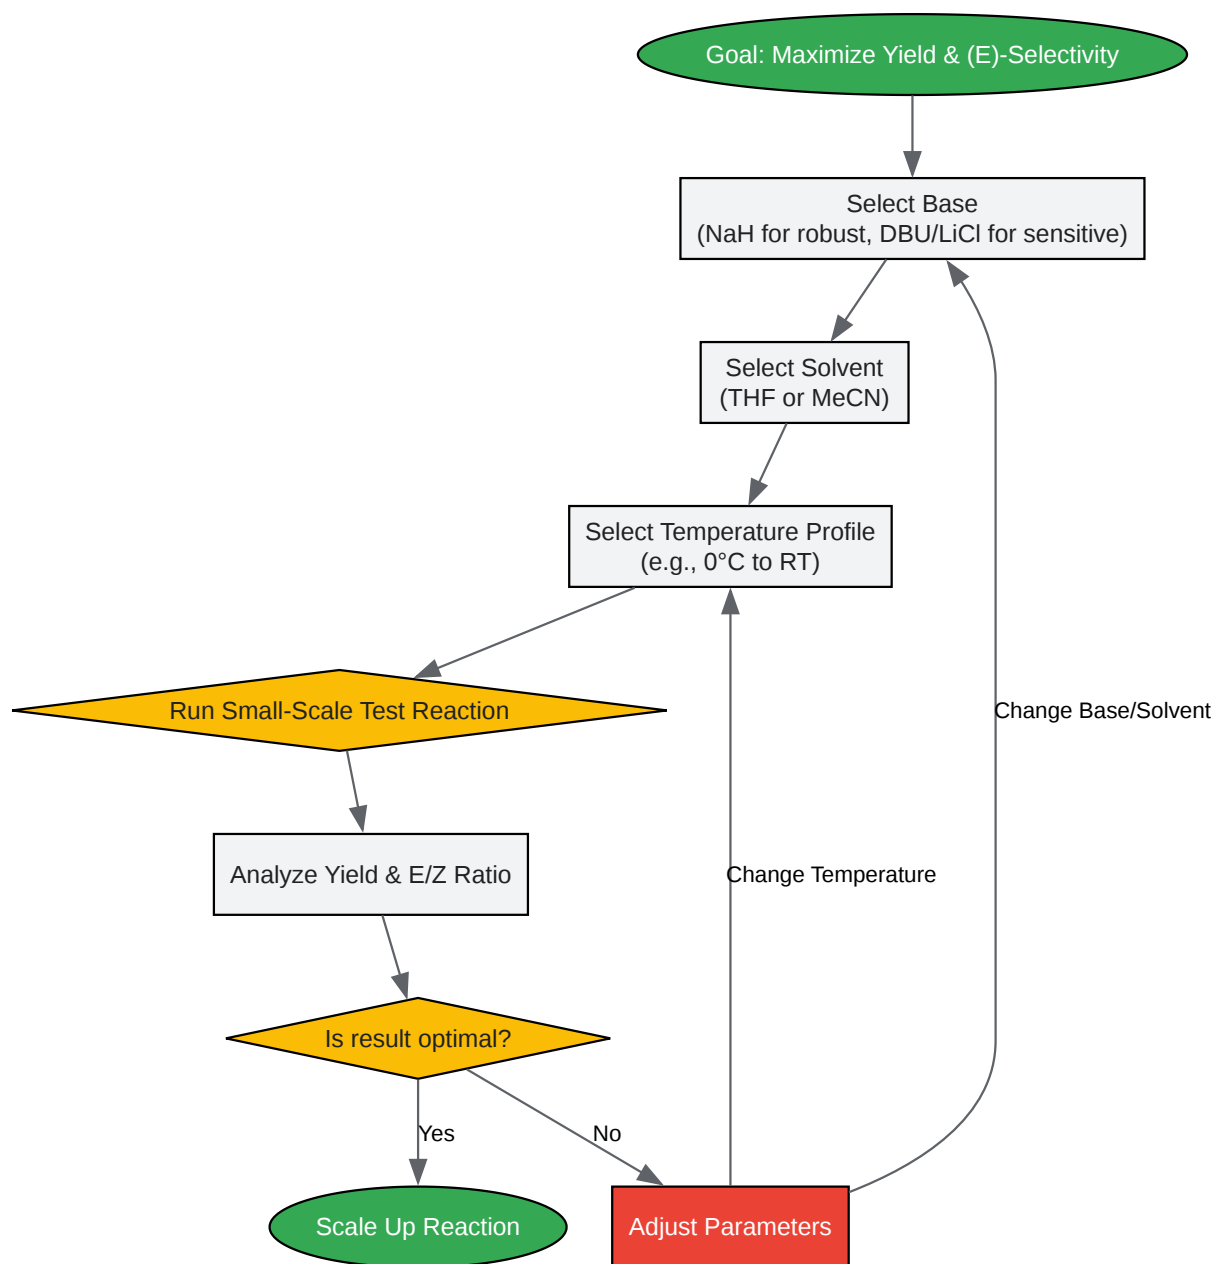 Goal: Maximize Yield & (E)-Selectivity
Select Base
(NaH for robust, DBU/LiCl for sensitive)
Select Solvent
(THF or MeCN)
Select Temperature Profile
(e.g., 0°C to RT)
Run Small-Scale Test Reaction
Change Base/Solvent
Analyze Yield & E/Z Ratio
Change Temperature
Is result optimal?
Yes
No
Scale Up Reaction
Adjust Parameters